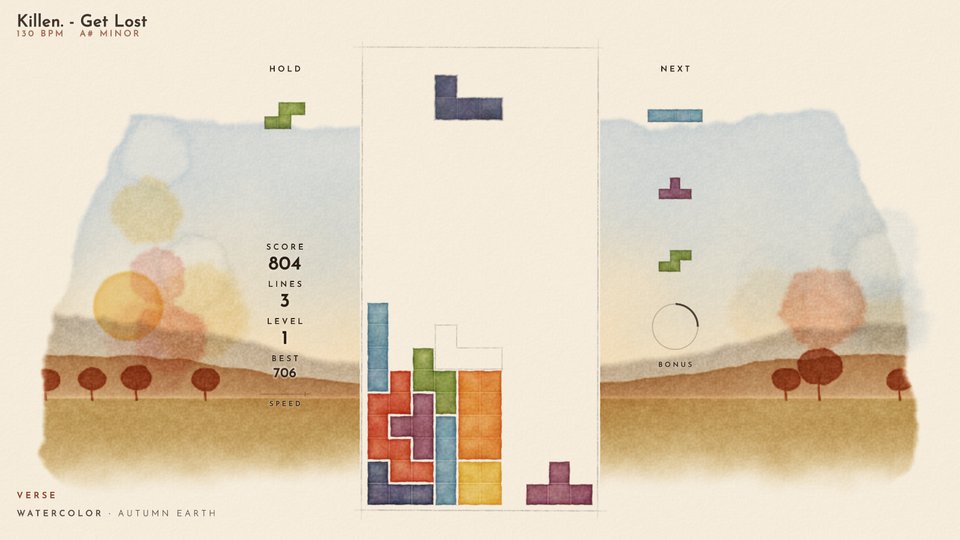 Killen. - Get Lost
130 BPM A# MINOR
HOLD
NEXT
SCORE
804
LINES
3
LEVEL
1
BEST
706
SPEED
BONUS
VERSE
WATERCOLOR · AUTUMN EARTH